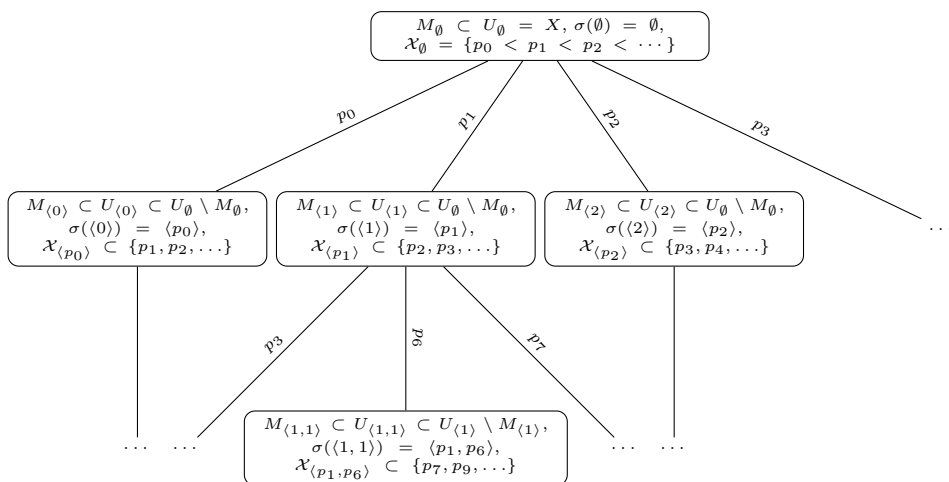 M_∅ ⊂ U_∅ = X, σ(∅) = ∅,
𝒳_∅ = {p_0 < p_1 < p_2 < ⋯}
p_0
p_1
p_2
p_3
M_⟨0⟩ ⊂ U_⟨0⟩ ⊂ U_∅ \ M_∅,
σ(⟨0⟩) = ⟨p_0⟩,
𝒳_⟨p_0⟩ ⊂ {p_1, p_2, …}
M_⟨1⟩ ⊂ U_⟨1⟩ ⊂ U_∅ \ M_∅,
σ(⟨1⟩) = ⟨p_1⟩,
𝒳_⟨p_1⟩ ⊂ {p_2, p_3, …}
M_⟨2⟩ ⊂ U_⟨2⟩ ⊂ U_∅ \ M_∅,
σ(⟨2⟩) = ⟨p_2⟩,
𝒳_⟨p_2⟩ ⊂ {p_3, p_4, …}
⋯
p_3
p_6
p_7
⋯
⋯
M_⟨1,1⟩ ⊂ U_⟨1,1⟩ ⊂ U_⟨1⟩ \ M_⟨1⟩,
σ(⟨1, 1⟩) = ⟨p_1, p_6⟩,
𝒳_⟨p_1,p_6⟩ ⊂ {p_7, p_9, …}
⋯
⋯